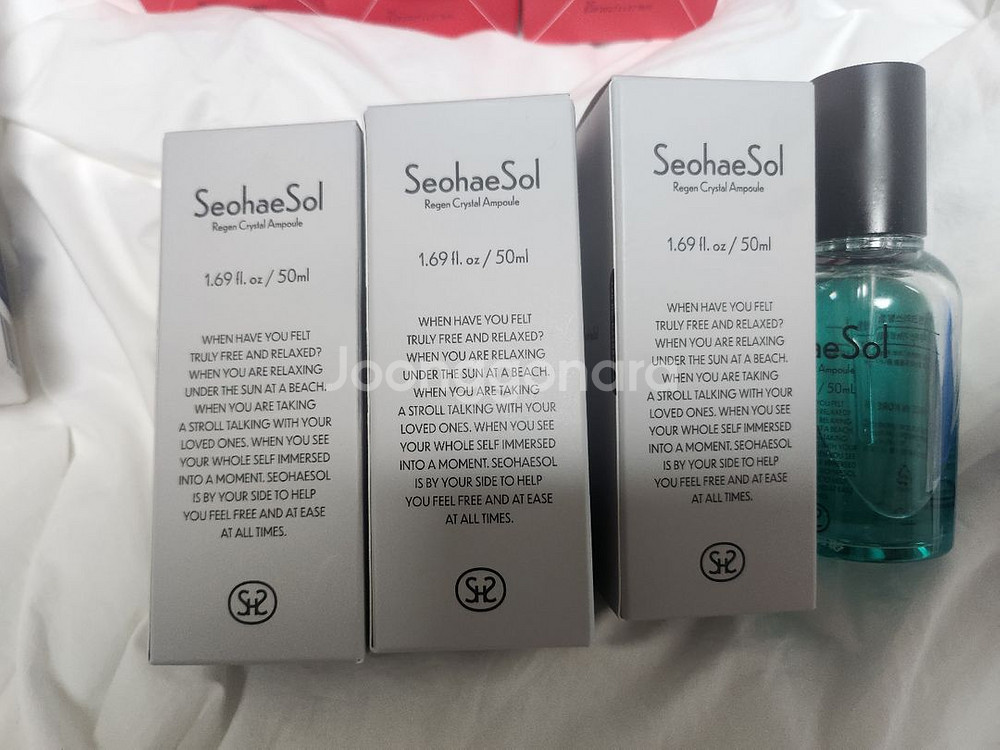 SeohaeSol
Regen Crystal Ampoule
1.69 fl. oz / 50ml
WHEN HAVE YOU FELT
TRULY FREE AND RELAXED?
WHEN YOU ARE RELAXING
UNDER THE SUN AT A BEACH.
WHEN YOU ARE TAKING
A STROLL TALKING WITH YOUR
LOVED ONES. WHEN YOU SEE
YOUR WHOLE SELF IMMERSED
INTO A MOMENT. SEOHAESOL
IS BY YOUR SIDE TO HELP
YOU FEEL FREE AND AT EASE
AT ALL TIMES.
SHS
SeohaeSol
Regen Crystal Ampoule
1.69 fl. oz / 50ml
WHEN HAVE YOU FELT
TRULY FREE AND RELAXED?
WHEN YOU ARE RELAXING
UNDER THE SUN AT A BEACH.
WHEN YOU ARE TAKING
A STROLL TALKING WITH YOUR
LOVED ONES. WHEN YOU SEE
YOUR WHOLE SELF IMMERSED
INTO A MOMENT. SEOHAESOL
IS BY YOUR SIDE TO HELP
YOU FEEL FREE AND AT EASE
AT ALL TIMES.
SHS
SeohaeSol
Regen Crystal Ampoule
1.69 fl. oz / 50ml
WHEN HAVE YOU FELT
TRULY FREE AND RELAXED?
WHEN YOU ARE RELAXING
UNDER THE SUN AT A BEACH.
WHEN YOU ARE TAKING
A STROLL TALKING WITH YOUR
LOVED ONES. WHEN YOU SEE
YOUR WHOLE SELF IMMERSED
INTO A MOMENT. SEOHAESOL
IS BY YOUR SIDE TO HELP
YOU FEEL FREE AND AT EASE
AT ALL TIMES.
SHS
aeSol
Ampoule
/ 50mL
OU FELT
RELAXED?
RELAXING
Joonggonara